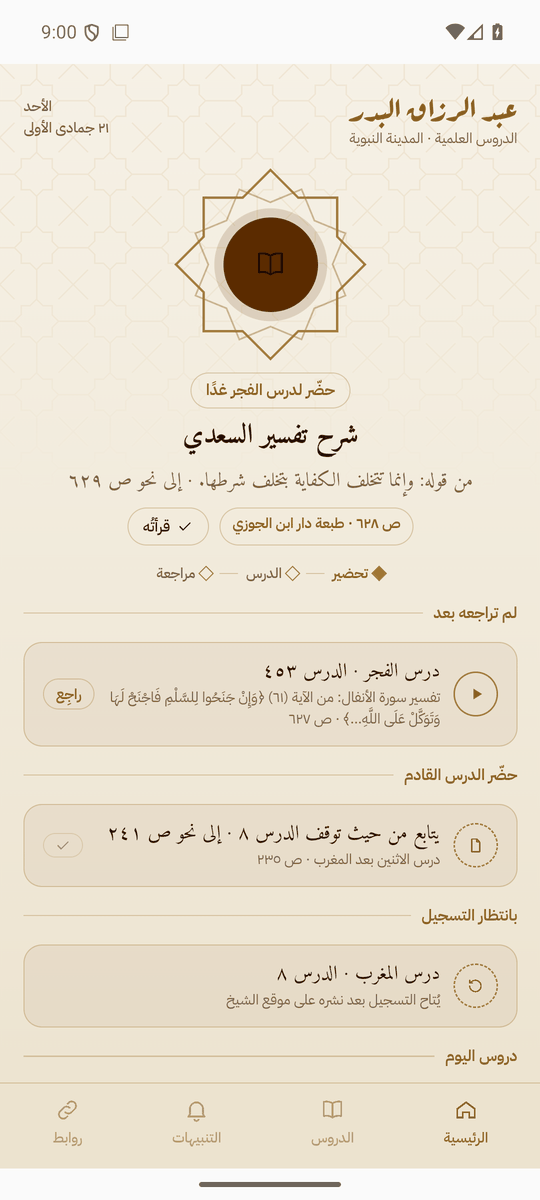 9:00
عبد الرزاق البدر
الدروس العلمية · المدينة النبوية
الأحد
٢١ جمادى الأولى
حضّر لدرس الفجر غدًا
شرح تفسير السعدي
من قوله: وإنما تتخلف الكفاية بتخلف شرطها. · إلى نحو ص ٦٢٩
ص ٦٢٨ · طبعة دار ابن الجوزي
قرأتُه
تحضير
الدرس
مراجعة
لم تراجعه بعد
درس الفجر · الدرس ٤٥٣
تفسير سورة الأنفال: من الآية (٦١) {وَإِنْ جَنَحُوا لِلسَّلْمِ فَاجْنَحْ لَهَا
وَتَوَكَّلْ عَلَى اللَّهِ...} · ص ٦٢٧
راجع
حضّر الدرس القادم
يتابع من حيث توقف الدرس ٨ · إلى نحو ص ٢٤١
درس الاثنين بعد المغرب · ص ٢٣٥
بانتظار التسجيل
درس المغرب · الدرس ٨
يُتاح التسجيل بعد نشره على موقع الشيخ
دروس اليوم
الرئيسية
الدروس
التنبيهات
روابط